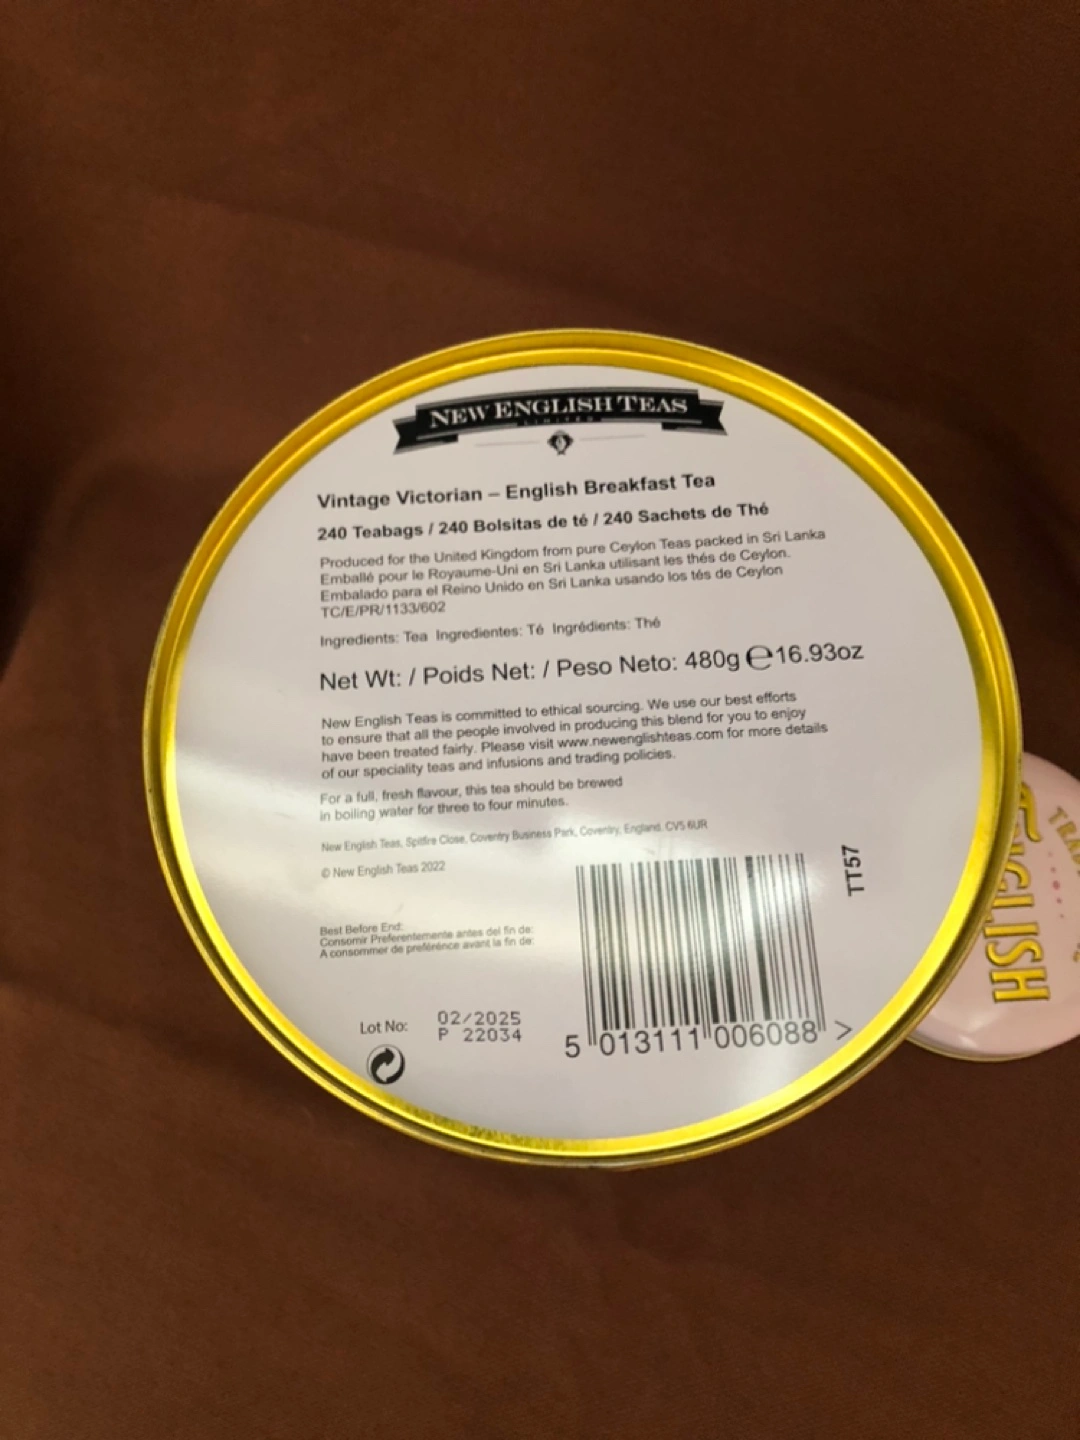 NEW ENGLISH TEAS
LIMITED
Vintage Victorian – English Breakfast Tea
240 Teabags / 240 Bolsitas de té / 240 Sachets de Thé
Produced for the United Kingdom from pure Ceylon Teas packed in Sri Lanka
Emballé pour le Royaume-Uni en Sri Lanka utilisant les thés de Ceylon.
Embalado para el Reino Unido en Sri Lanka usando los tés de Ceylon
TC/E/PR/1133/602
Ingredients: Tea Ingredientes: Té Ingrédients: Thé
Net Wt: / Poids Net: / Peso Neto: 480g ℮ 16.93oz
New English Teas is committed to ethical sourcing. We use our best efforts
to ensure that all the people involved in producing this blend for you to enjoy
have been treated fairly. Please visit www.newenglishteas.com for more details
of our speciality teas and infusions and trading policies.
For a full, fresh flavour, this tea should be brewed
in boiling water for three to four minutes.
New English Teas, Spitfire Close, Coventry Business Park, Coventry, England. CV5 6UR
© New English Teas 2022
TT57
Best Before End:
Consomir Preferentemente antes del fin de:
A consommer de preférènce avant la fin de:
Lot No:
02/2025
P 22034
5 013111 006088 >